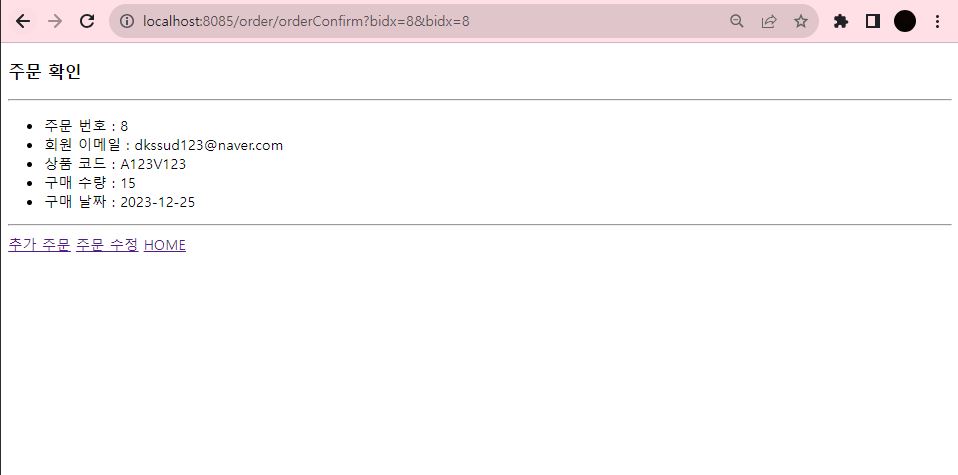 localhost:8085/order/orderConfirm?bidx=8&bidx=8
주문 확인
주문 번호 : 8
회원 이메일 : dkssud123@naver.com
상품 코드 : A123V123
구매 수량 : 15
구매 날짜 : 2023-12-25
추가 주문 주문 수정 HOME